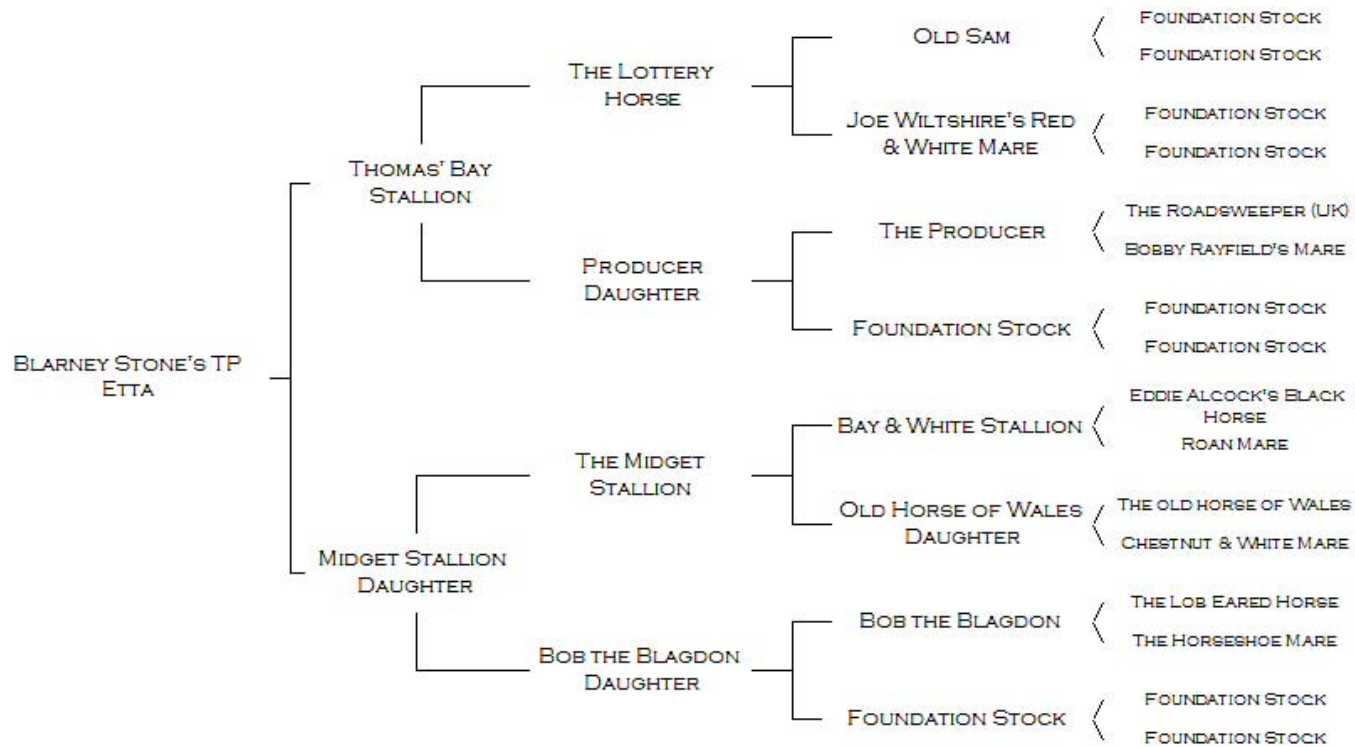 Blarney Stone's TP
Etta
Thomas' Bay
Stallion
Midget Stallion
Daughter
The Lottery
Horse
Producer
Daughter
The Midget
Stallion
Bob the Blagdon
Daughter
Old Sam
Joe Wiltshire's Red
& White Mare
The Producer
Foundation Stock
Bay & White Stallion
Old Horse of Wales
Daughter
Bob the Blagdon
Foundation Stock
Foundation Stock
Foundation Stock
Foundation Stock
Foundation Stock
The Roadsweeper (UK)
Bobby Rayfield's Mare
Foundation Stock
Foundation Stock
Eddie Alcock's Black
Horse
Roan Mare
The old horse of Wales
Chestnut & White Mare
The Lob Eared Horse
The Horseshoe Mare
Foundation Stock
Foundation Stock